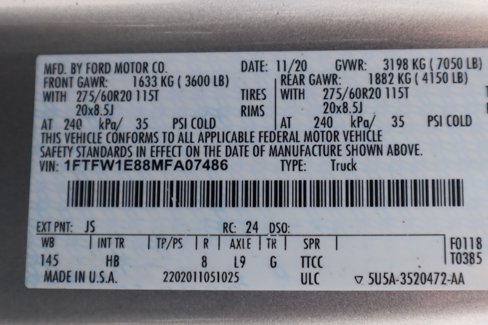 MFD. BY FORD MOTOR CO. DATE: 11/20 GVWR: 3198 KG (7050 LB)
FRONT GAWR: 1633 KG (3600 LB) REAR GAWR: 1882 KG (4150 LB)
WITH 275/60R20 115T TIRES WITH 275/60R20 115T TIRES
20x8.5J RIMS 20x8.5J RIMS
AT 240 kPa/ 35 PSI COLD AT 240 kPa/ 35 PSI COLD
THIS VEHICLE CONFORMS TO ALL APPLICABLE FEDERAL MOTOR VEHICLE
SAFETY STANDARDS IN EFFECT ON THE DATE OF MANUFACTURE SHOWN ABOVE.
VIN: 1FTFW1E88MFA07486 TYPE: Truck
EXT PNT: JS RC: 24 DSO:
WB INT TR TP/PS R AXLE TR SPR F0118
145 HB 8 L9 G TTCC T0385
MADE IN U.S.A. 2202011051025 ULC ▽ 5U5A-3520472-AA